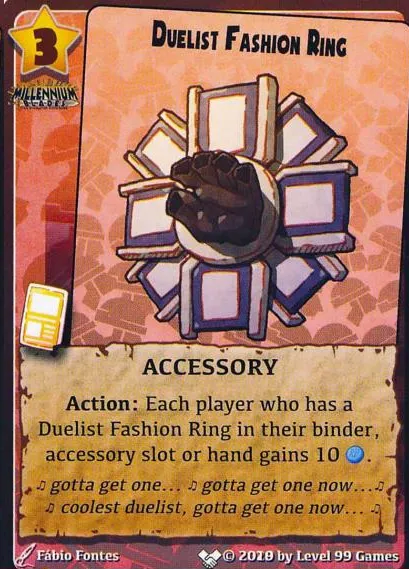 3
DUELIST FASHION RING
MILLENNIUM
BLADES
ACCESSORY
Action: Each player who has a
Duelist Fashion Ring in their binder,
accessory slot or hand gains 10 .
♫ gotta get one... ♫ gotta get one now...♫
♫ coolest duelist, gotta get one now... ♫
Fábio Fontes
© 2019 by Level 99 Games